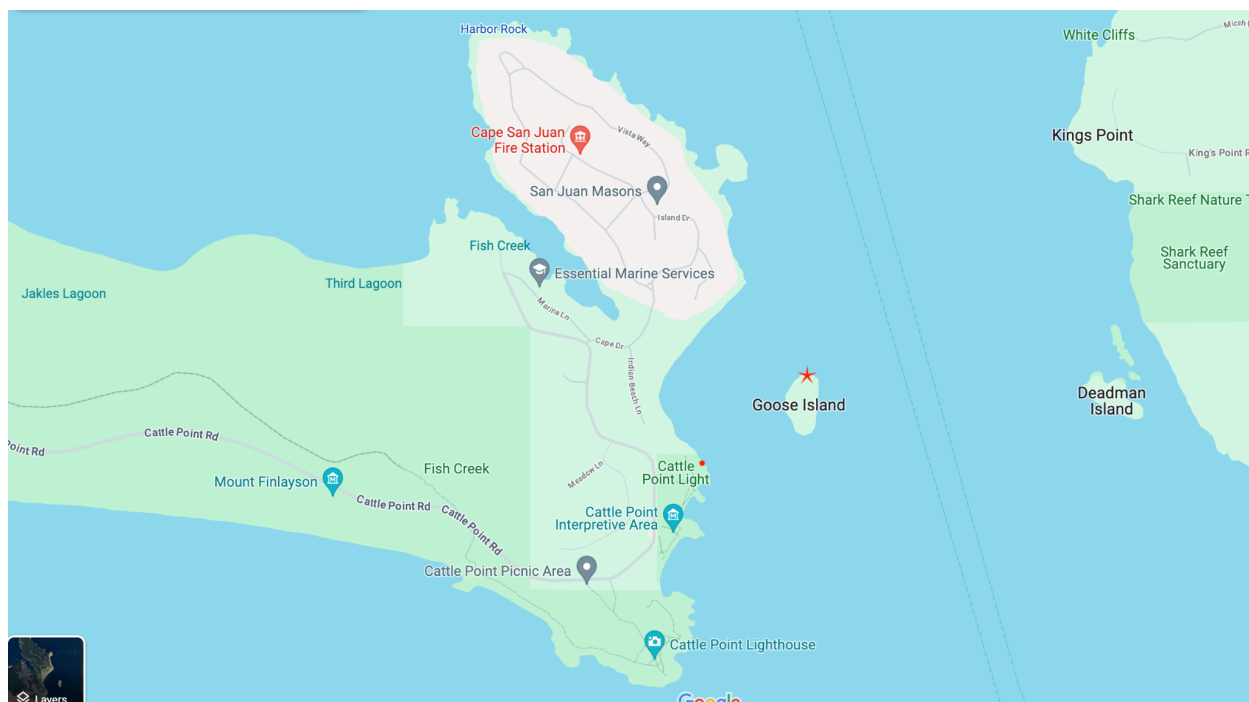 Harbor Rock
White Cliffs
Cape San Juan
Fire Station
Vista Way
Kings Point
King's Point R
San Juan Masons
Island Dr
Shark Reef Nature T
Fish Creek
Shark Reef
Sanctuary
Essential Marine Services
Third Lagoon
Jakles Lagoon
Marina Ln
Cape Dr
Indian Beach Ln
Goose Island
Deadman
Island
Cattle Point Rd
Point Rd
Fish Creek
Meadow Ln
Cattle
Point Light
Mount Finlayson
Cattle Point Rd
Cattle Point Rd
Cattle Point
Interpretive Area
Cattle Point Picnic Area
Cattle Point Lighthouse
Layers
Google